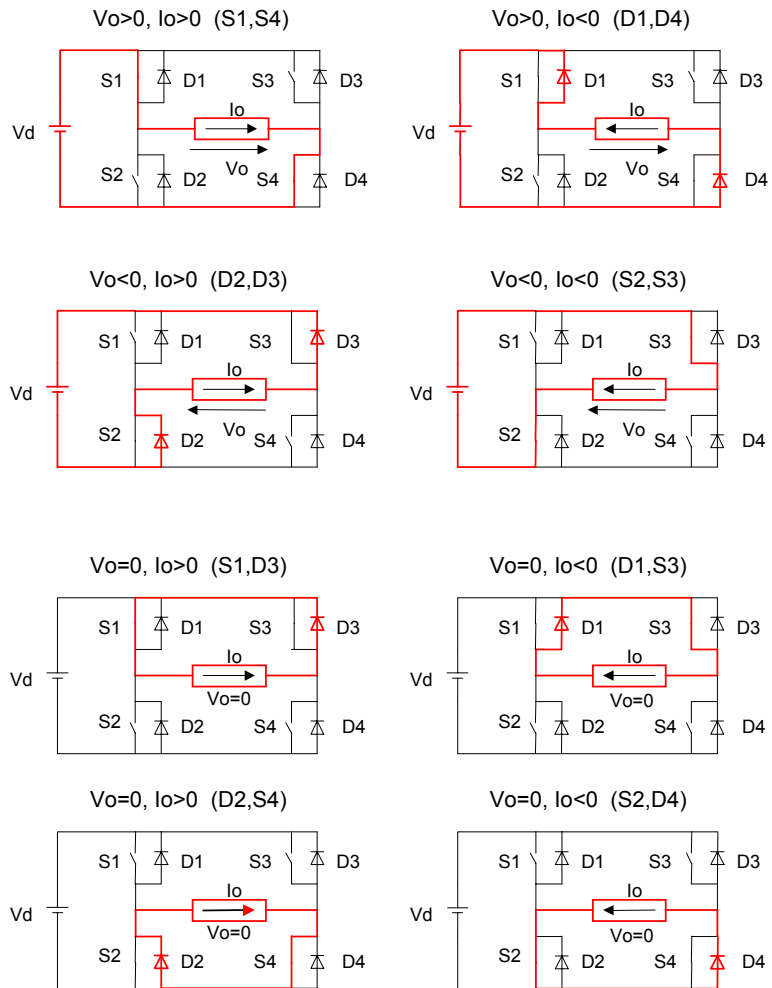 Vo>0, Io>0 (S1,S4)
S1 D1 S3 D3
Io
Vd
Vo
S2 D2 S4 D4
Vo>0, Io<0 (D1,D4)
S1 D1 S3 D3
Io
Vd
Vo
S2 D2 S4 D4
Vo<0, Io>0 (D2,D3)
S1 D1 S3 D3
Io
Vd
Vo
S2 D2 S4 D4
Vo<0, Io<0 (S2,S3)
S1 D1 S3 D3
Io
Vd
Vo
S2 D2 S4 D4
Vo=0, Io>0 (S1,D3)
S1 D1 S3 D3
Io
Vd
Vo=0
S2 D2 S4 D4
Vo=0, Io<0 (D1,S3)
S1 D1 S3 D3
Io
Vd
Vo=0
S2 D2 S4 D4
Vo=0, Io>0 (D2,S4)
S1 D1 S3 D3
Io
Vd
Vo=0
S2 D2 S4 D4
Vo=0, Io<0 (S2,D4)
S1 D1 S3 D3
Io
Vd
Vo=0
S2 D2 S4 D4